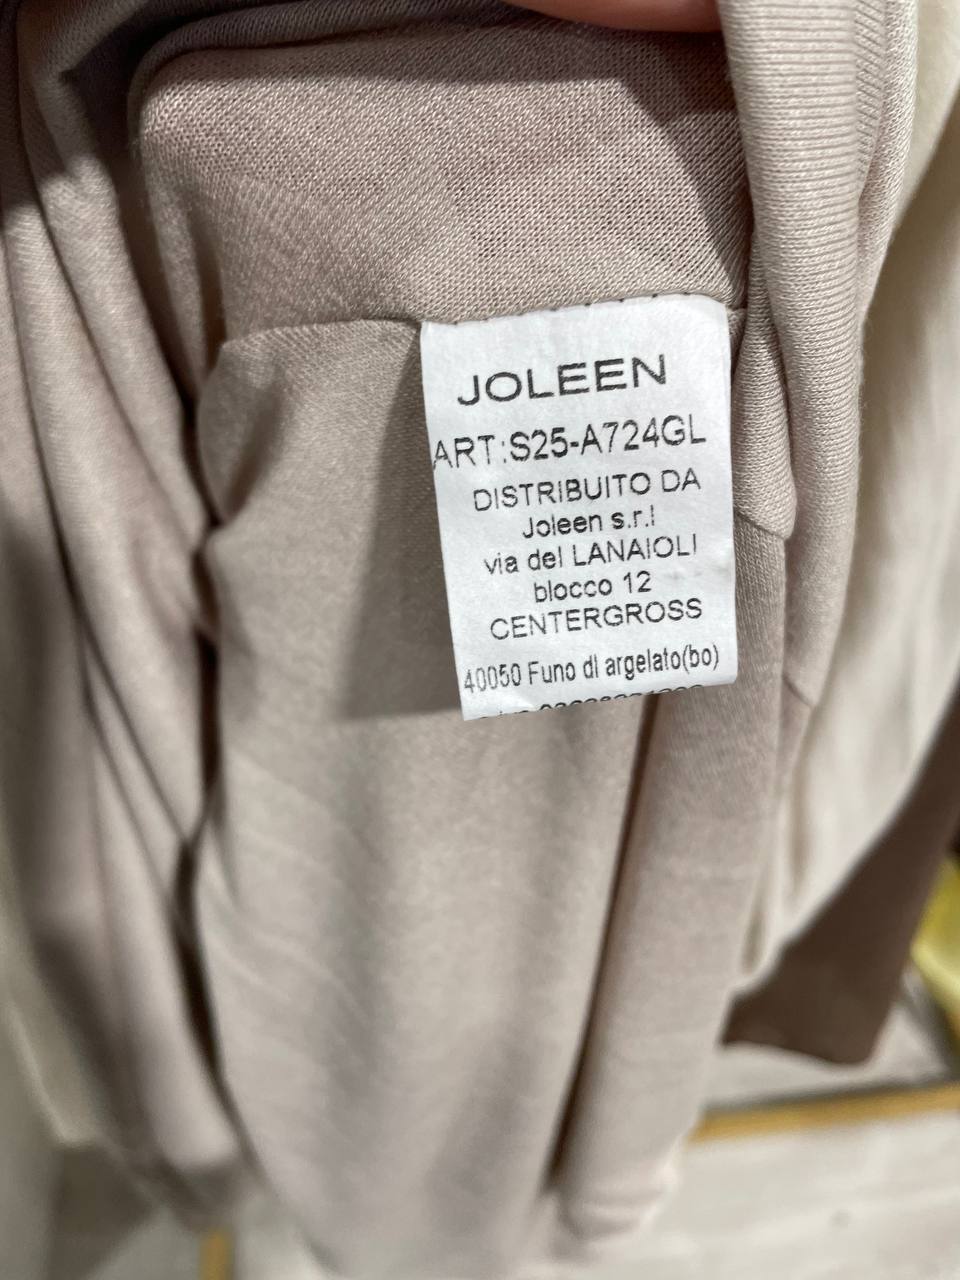 JOLEEN
ART:S25-A724GL
DISTRIBUITO DA
Joleen s.r.l
via del LANAIOLI
blocco 12
CENTERGROSS
40050 Funo di argelato(bo)